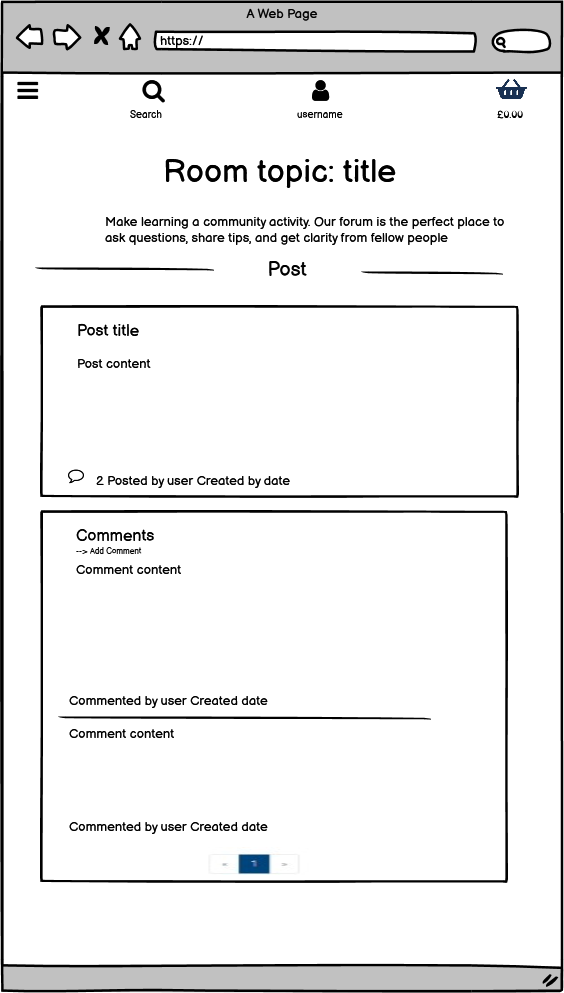 A Web Page
https://
Search
username
£0.00
Room topic: title
Make learning a community activity. Our forum is the perfect place to
ask questions, share tips, and get clarity from fellow people
Post
Post title
Post content
2 Posted by user Created by date
Comments
--> Add Comment
Comment content
Commented by user Created date
Comment content
Commented by user Created date
« 1 »